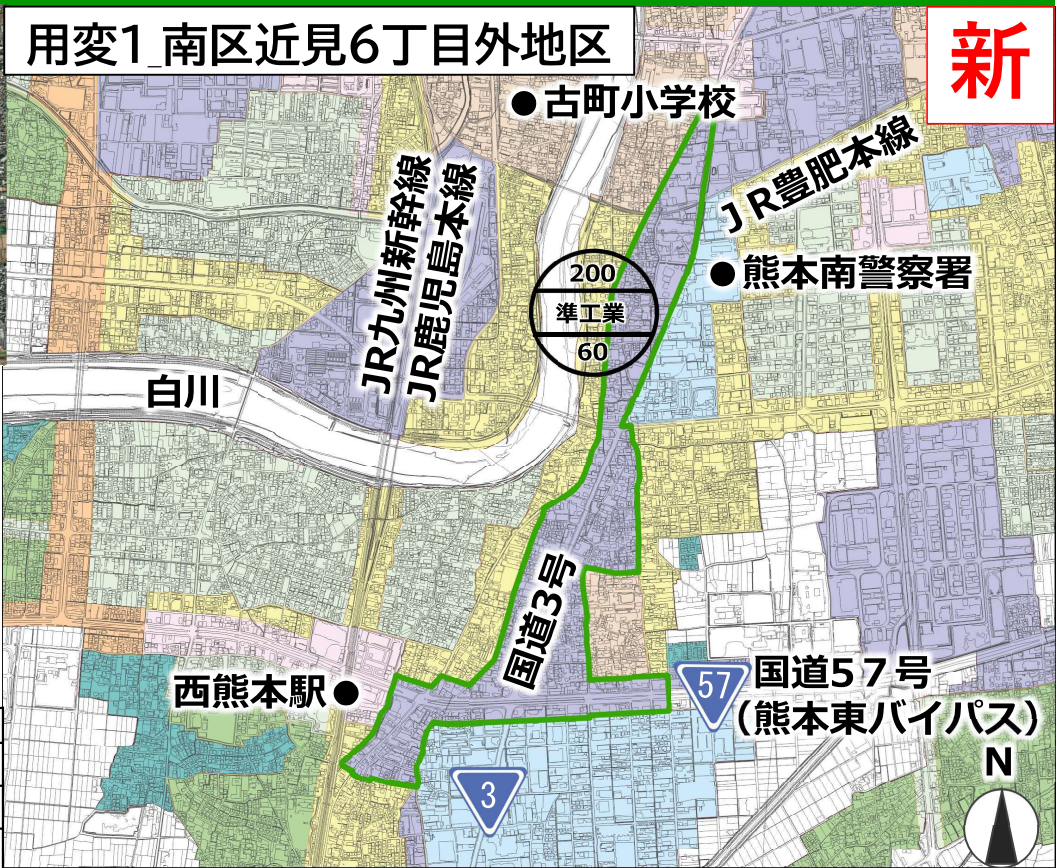 用変1_南区近見6丁目外地区
新
●古町小学校
JR豊肥本線
JR九州新幹線
JR鹿児島本線
●熊本南警察署
200
準工業
60
白川
国道3号
西熊本駅●
57
国道57号
(熊本東バイパス)
3
N